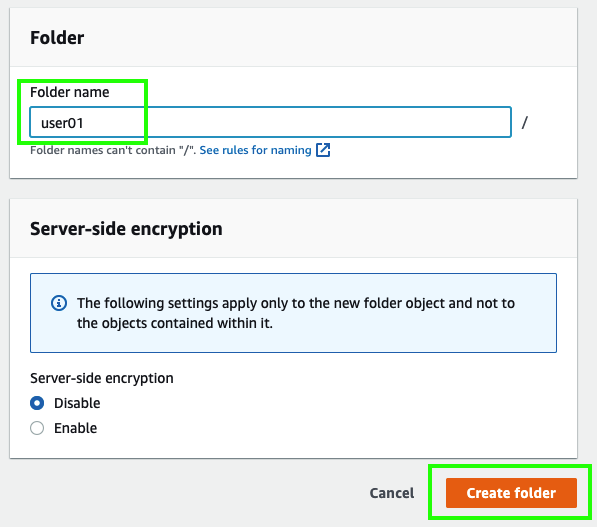 Folder
Folder name
user01
/
Folder names can't contain "/". See rules for naming
Server-side encryption
The following settings apply only to the new folder object and not to
the objects contained within it.
Server-side encryption
Disable
Enable
Cancel
Create folder